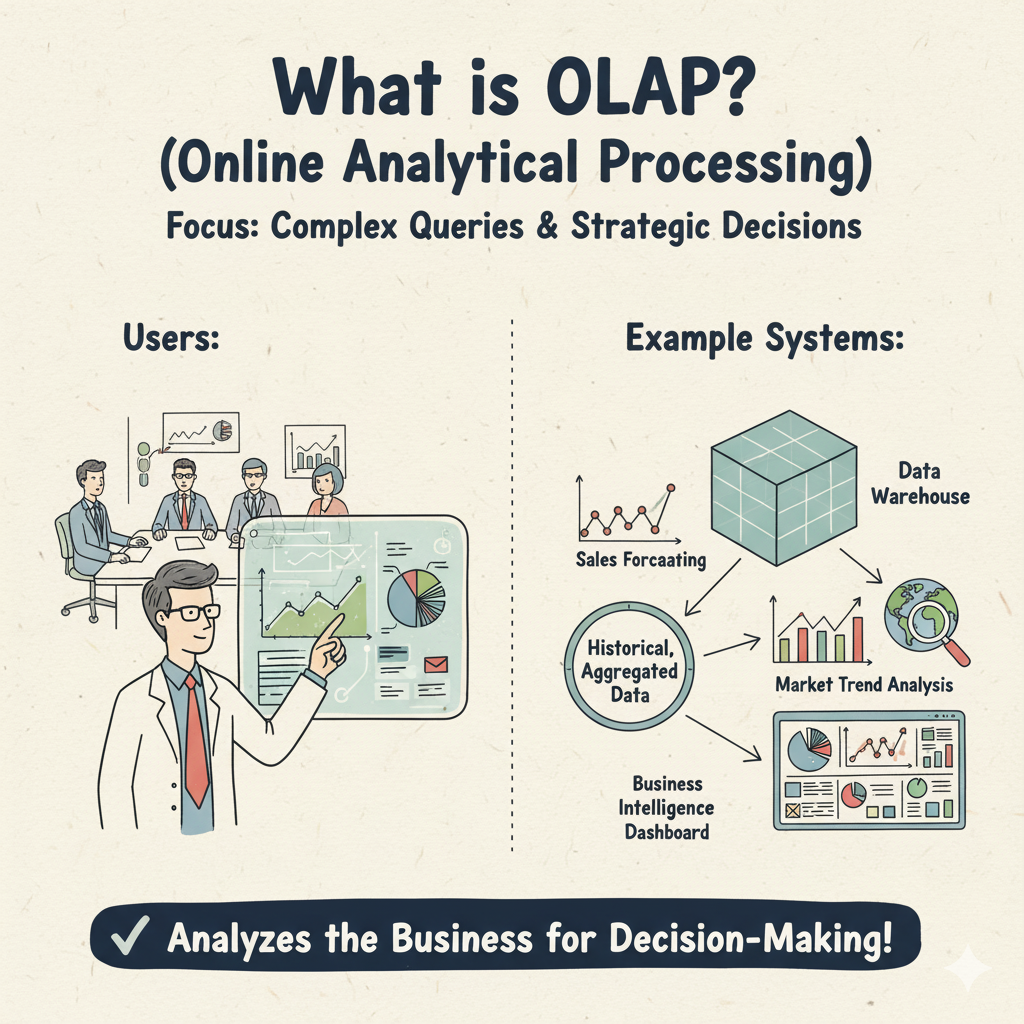 What is OLAP?
(Online Analytical Processing)
Focus: Complex Queries & Strategic Decisions
Users:
Example Systems:
Data
Warehouse
Sales Forcaating
Historical,
Aggregated
Data
Market Trend Analysis
Business
Intelligence
Dashboard
Analyzes the Business for Decision-Making!